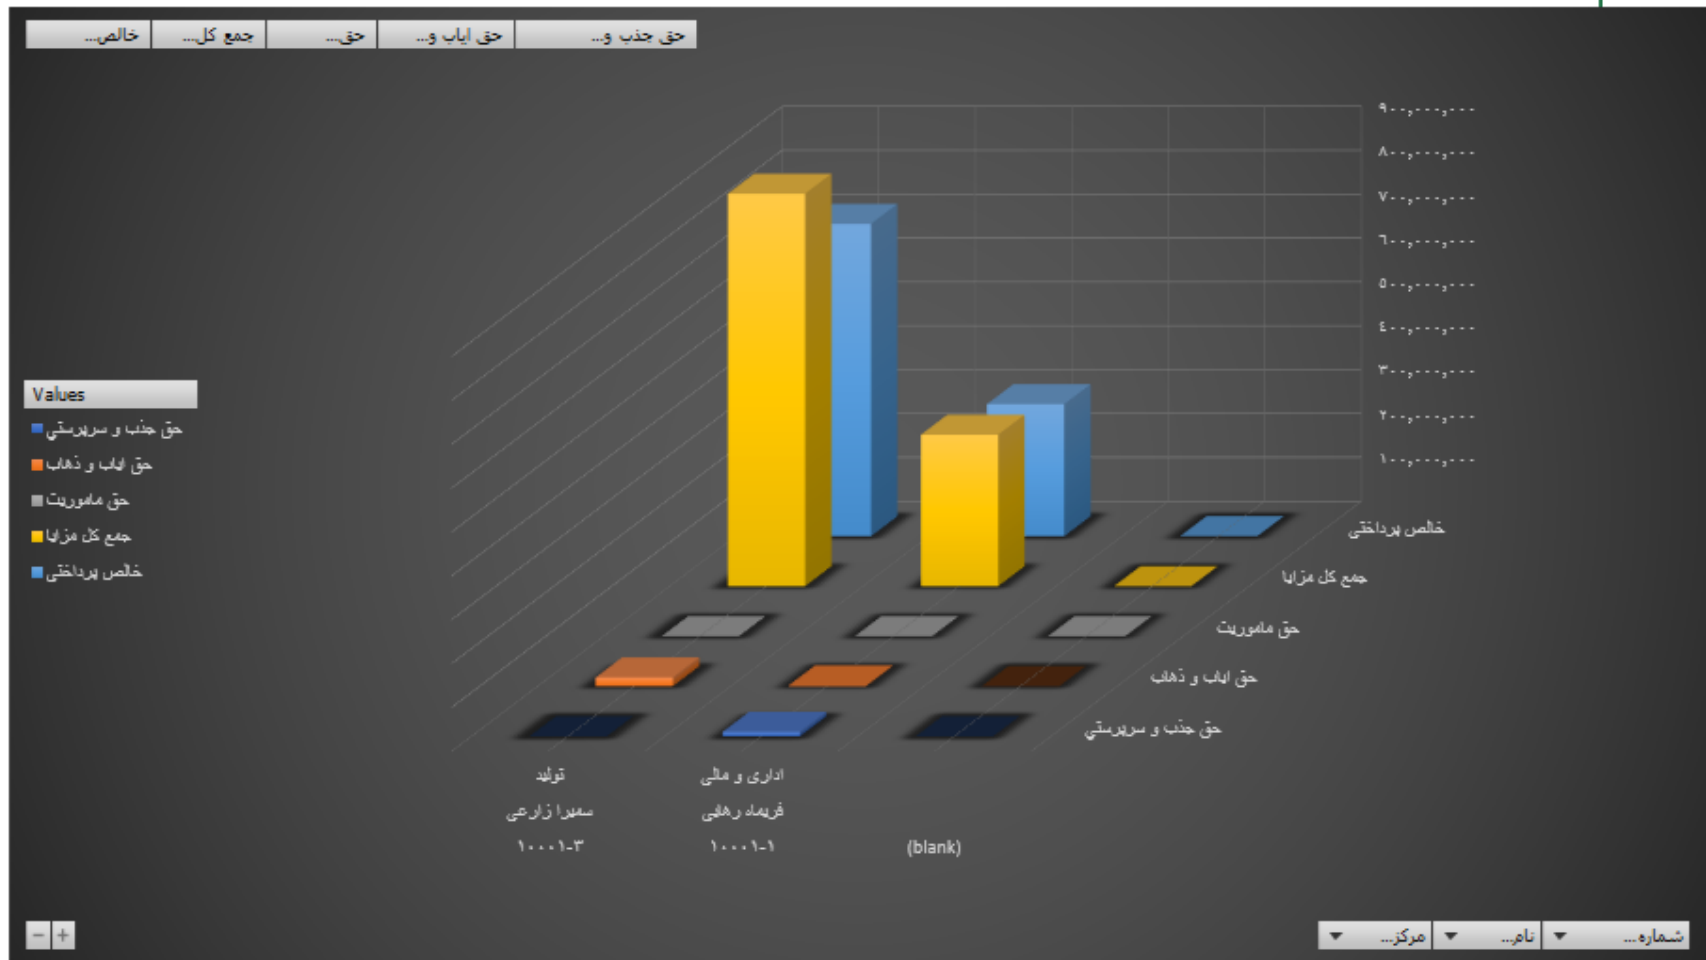 حق جذب و...
حق ایاب و...
حق...
جمع کل...
خالص...
۹۰۰,۰۰۰,۰۰۰
۸۰۰,۰۰۰,۰۰۰
۷۰۰,۰۰۰,۰۰۰
۶۰۰,۰۰۰,۰۰۰
۵۰۰,۰۰۰,۰۰۰
۴۰۰,۰۰۰,۰۰۰
۳۰۰,۰۰۰,۰۰۰
۲۰۰,۰۰۰,۰۰۰
۱۰۰,۰۰۰,۰۰۰
Values
حق جذب و سرپرستي
حق ایاب و ذهاب
حق ماموریت
جمع کل مزایا
خالص پرداختی
خالص پرداختی
جمع کل مزایا
حق ماموریت
حق ایاب و ذهاب
حق جذب و سرپرستي
اداری و مالی
تولید
فریماه رهایی
سمیرا زارعی
(blank)
۱۰۰۰۱-۱
۱۰۰۰۱-۳
شماره...
نام...
مرکز...
− +